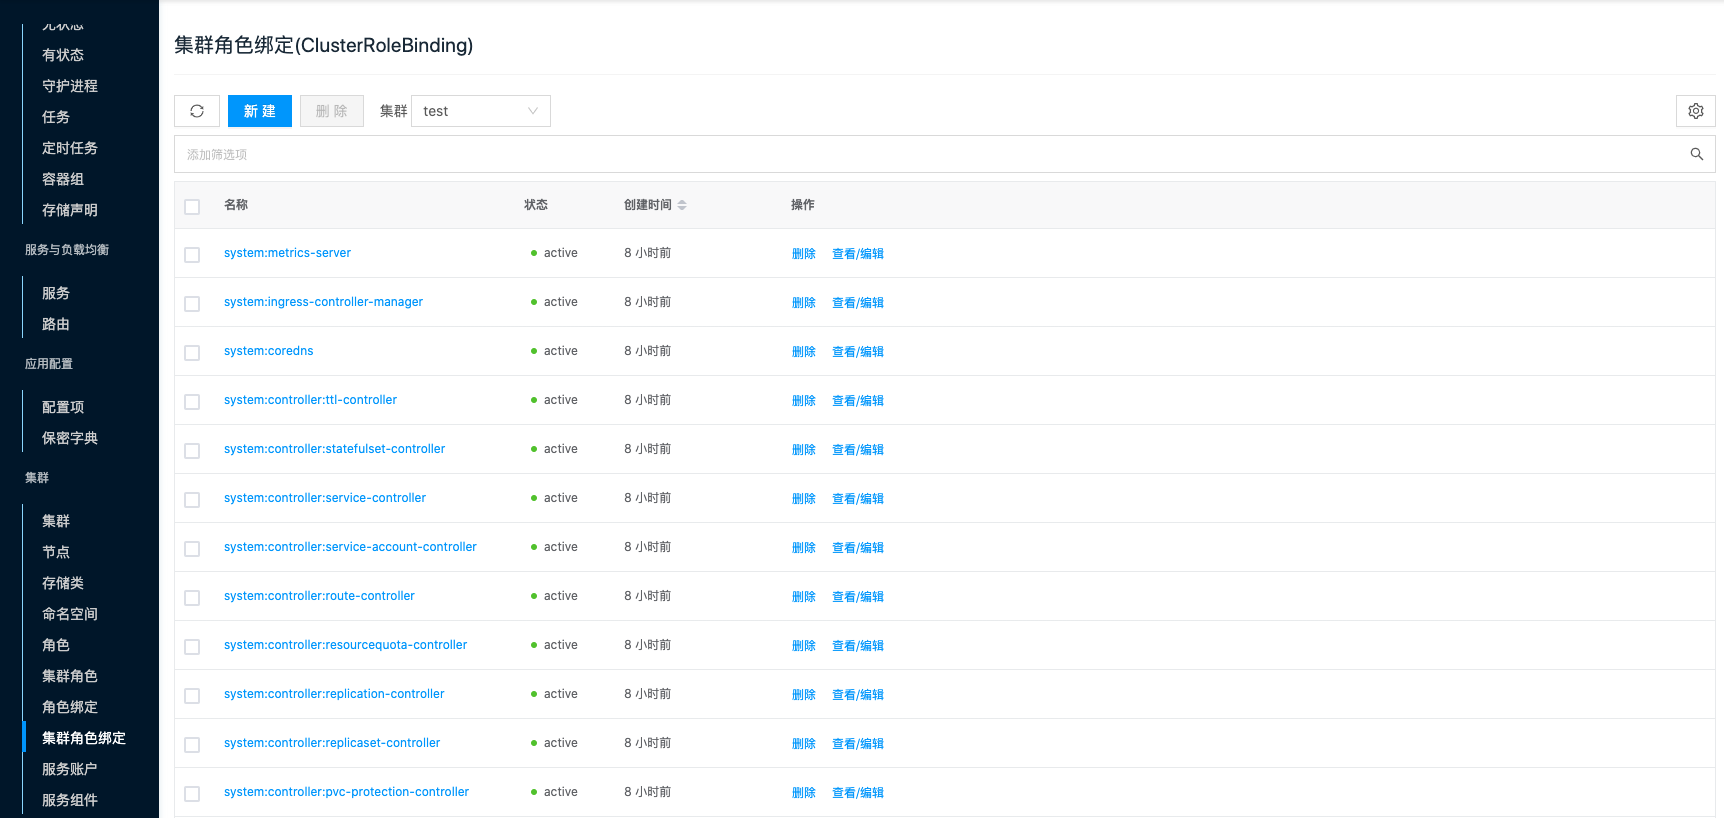 无状态
有状态
守护进程
任务
定时任务
容器组
存储声明
服务与负载均衡
服务
路由
应用配置
配置项
保密字典
集群
集群
节点
存储类
命名空间
角色
集群角色
角色绑定
集群角色绑定
服务账户
服务组件
集群角色绑定(ClusterRoleBinding)
新 建 删 除 集群 test
添加筛选项
名称 状态 创建时间 操作
system:metrics-server active 8 小时前 删除 查看/编辑
system:ingress-controller-manager active 8 小时前 删除 查看/编辑
system:coredns active 8 小时前 删除 查看/编辑
system:controller:ttl-controller active 8 小时前 删除 查看/编辑
system:controller:statefulset-controller active 8 小时前 删除 查看/编辑
system:controller:service-controller active 8 小时前 删除 查看/编辑
system:controller:service-account-controller active 8 小时前 删除 查看/编辑
system:controller:route-controller active 8 小时前 删除 查看/编辑
system:controller:resourcequota-controller active 8 小时前 删除 查看/编辑
system:controller:replication-controller active 8 小时前 删除 查看/编辑
system:controller:replicaset-controller active 8 小时前 删除 查看/编辑
system:controller:pvc-protection-controller active 8 小时前 删除 查看/编辑